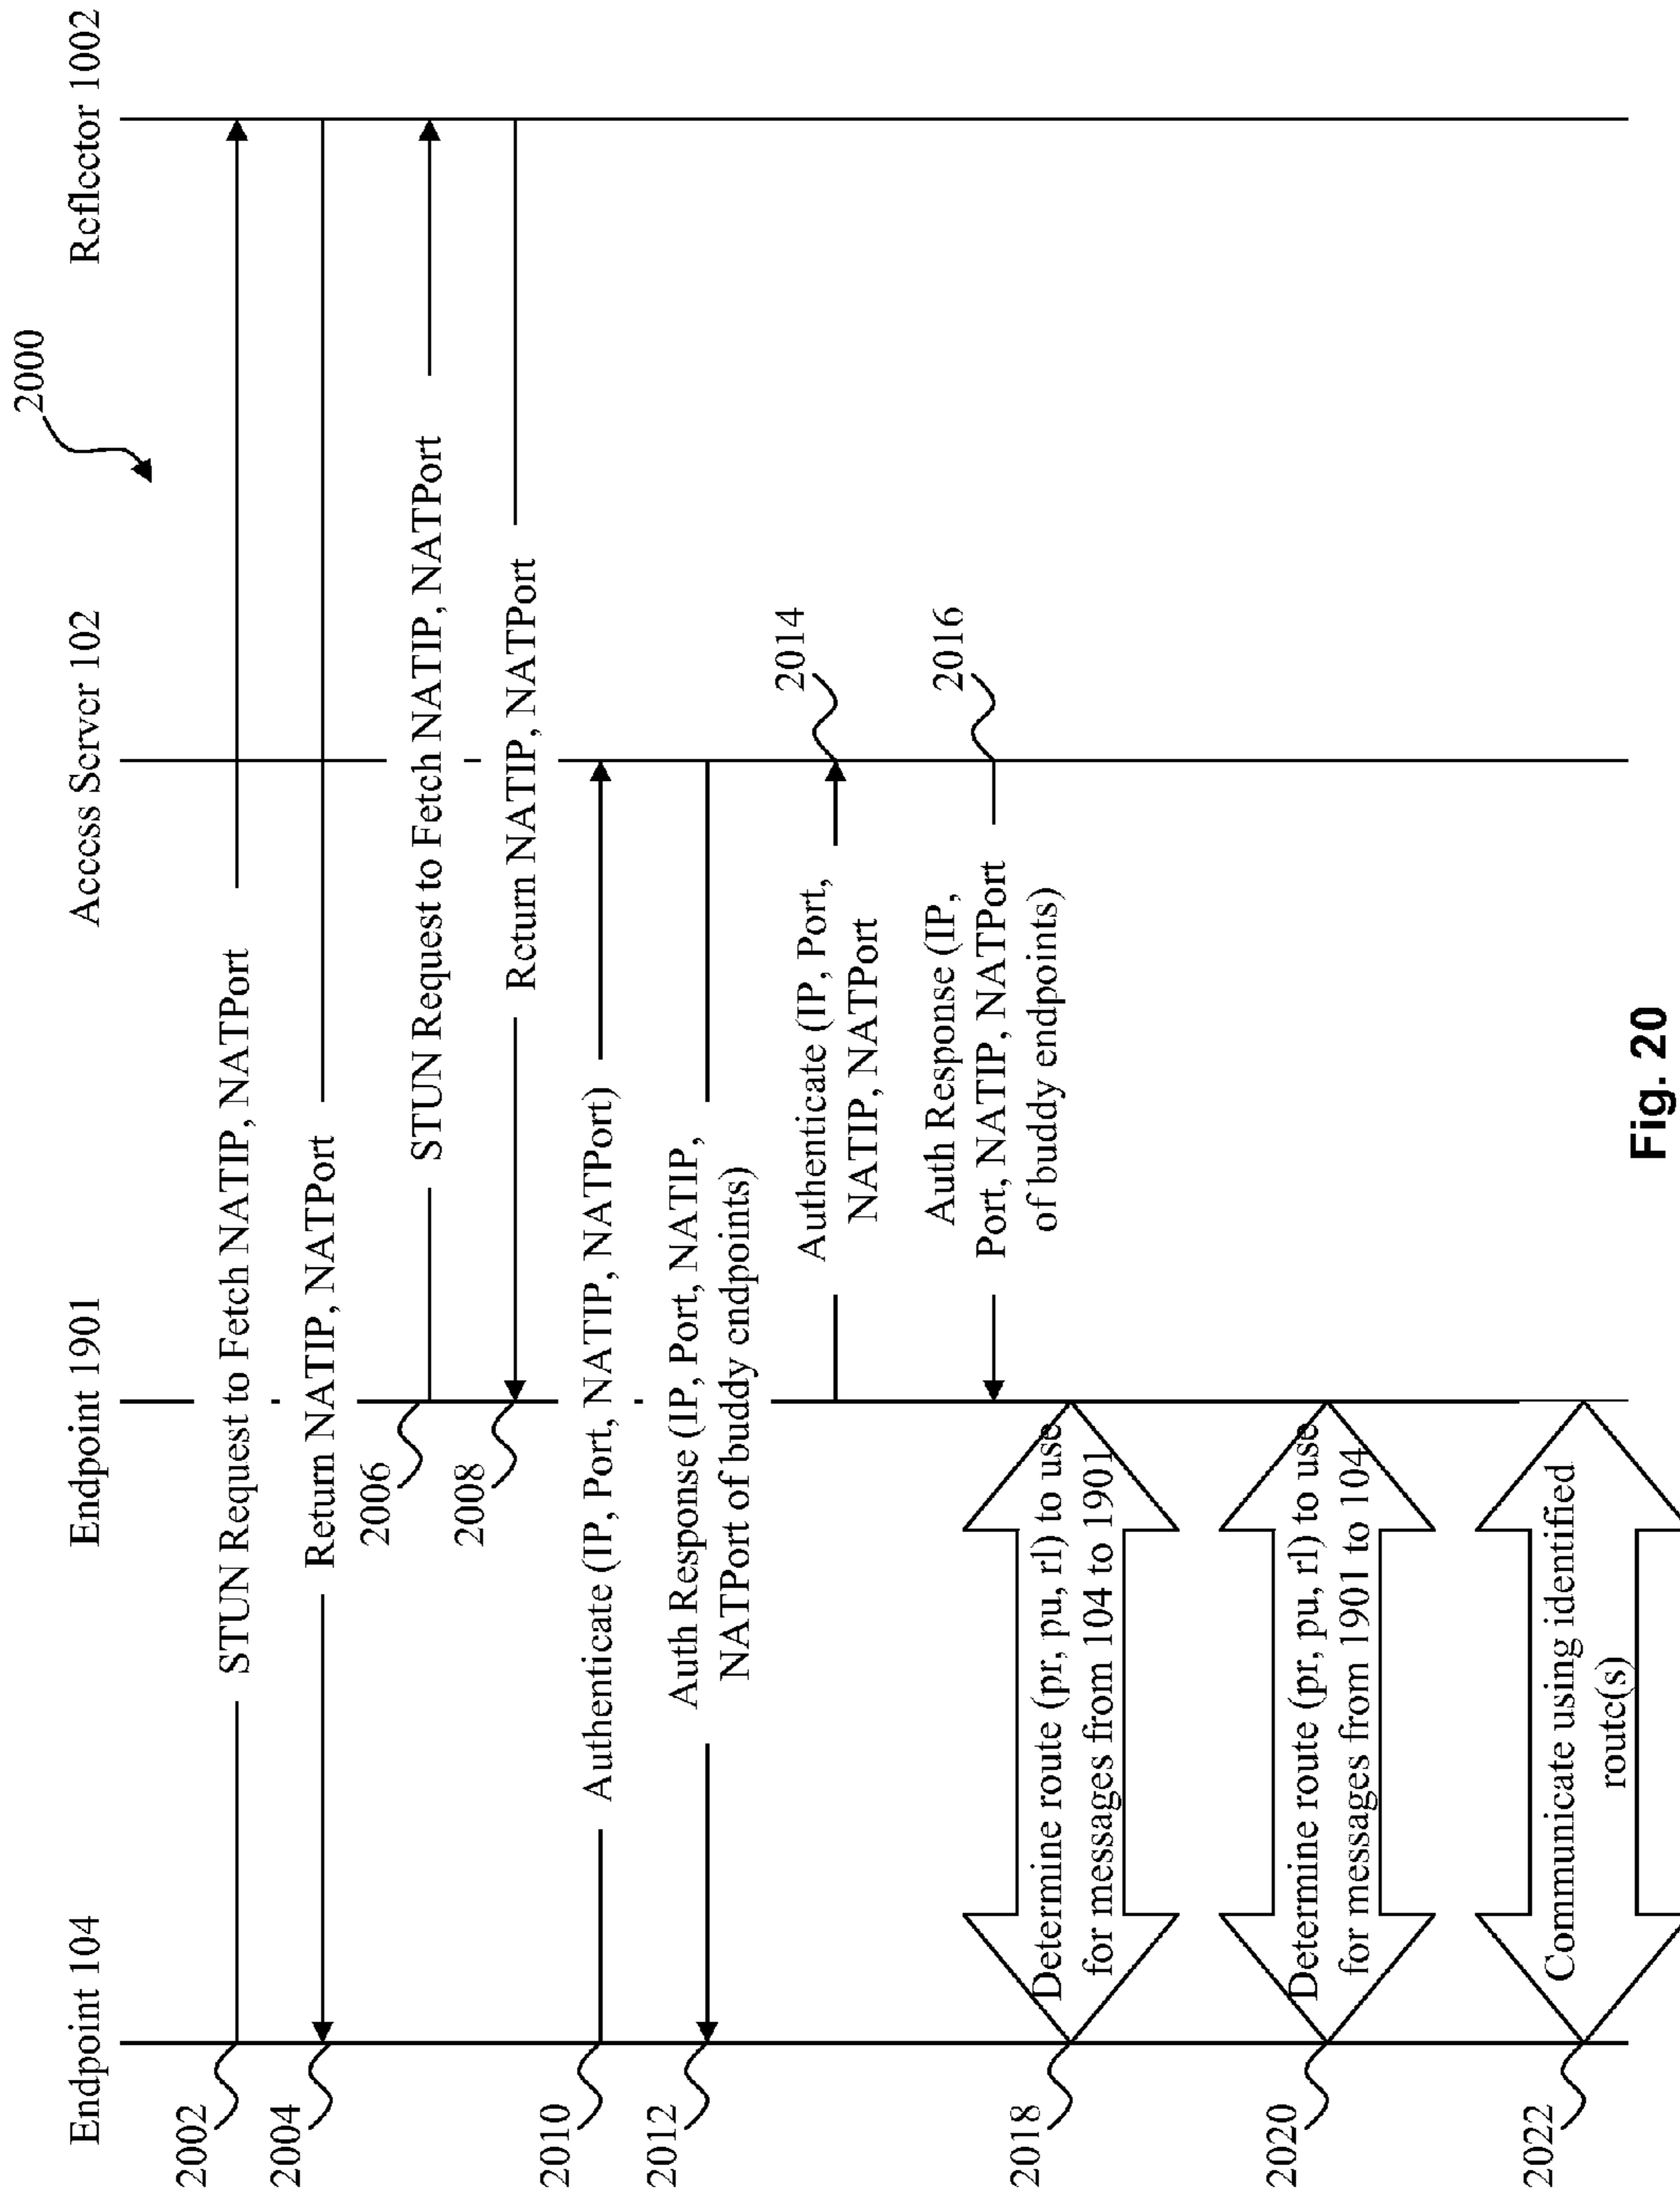 2000
Endpoint 104
Endpoint 1901
Access Server 102
Reflector 1002
2002
STUN Request to Fetch NATIP, NATPort
2004
Return NATIP, NATPort
2006
STUN Request to Fetch NATIP, NATPort
2008
Return NATIP, NATPort
2010
Authenticate (IP, Port, NATIP, NATPort)
2012
Auth Response (IP, Port, NATIP,
NATPort of buddy endpoints)
2014
Authenticate (IP, Port,
NATIP, NATPort
2016
Auth Response (IP,
Port, NATIP, NATPort
of buddy endpoints)
2018
Determine route (pr, pu, rl) to use
for messages from 104 to 1901
2020
Determine route (pr, pu, rl) to use
for messages from 1901 to 104
2022
Communicate using identified
route(s)
Fig. 20